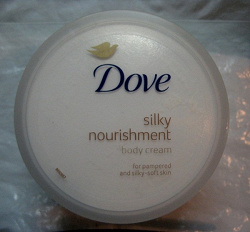 Dove
silky
nourishment
body cream
for pampered
and silky-soft skin